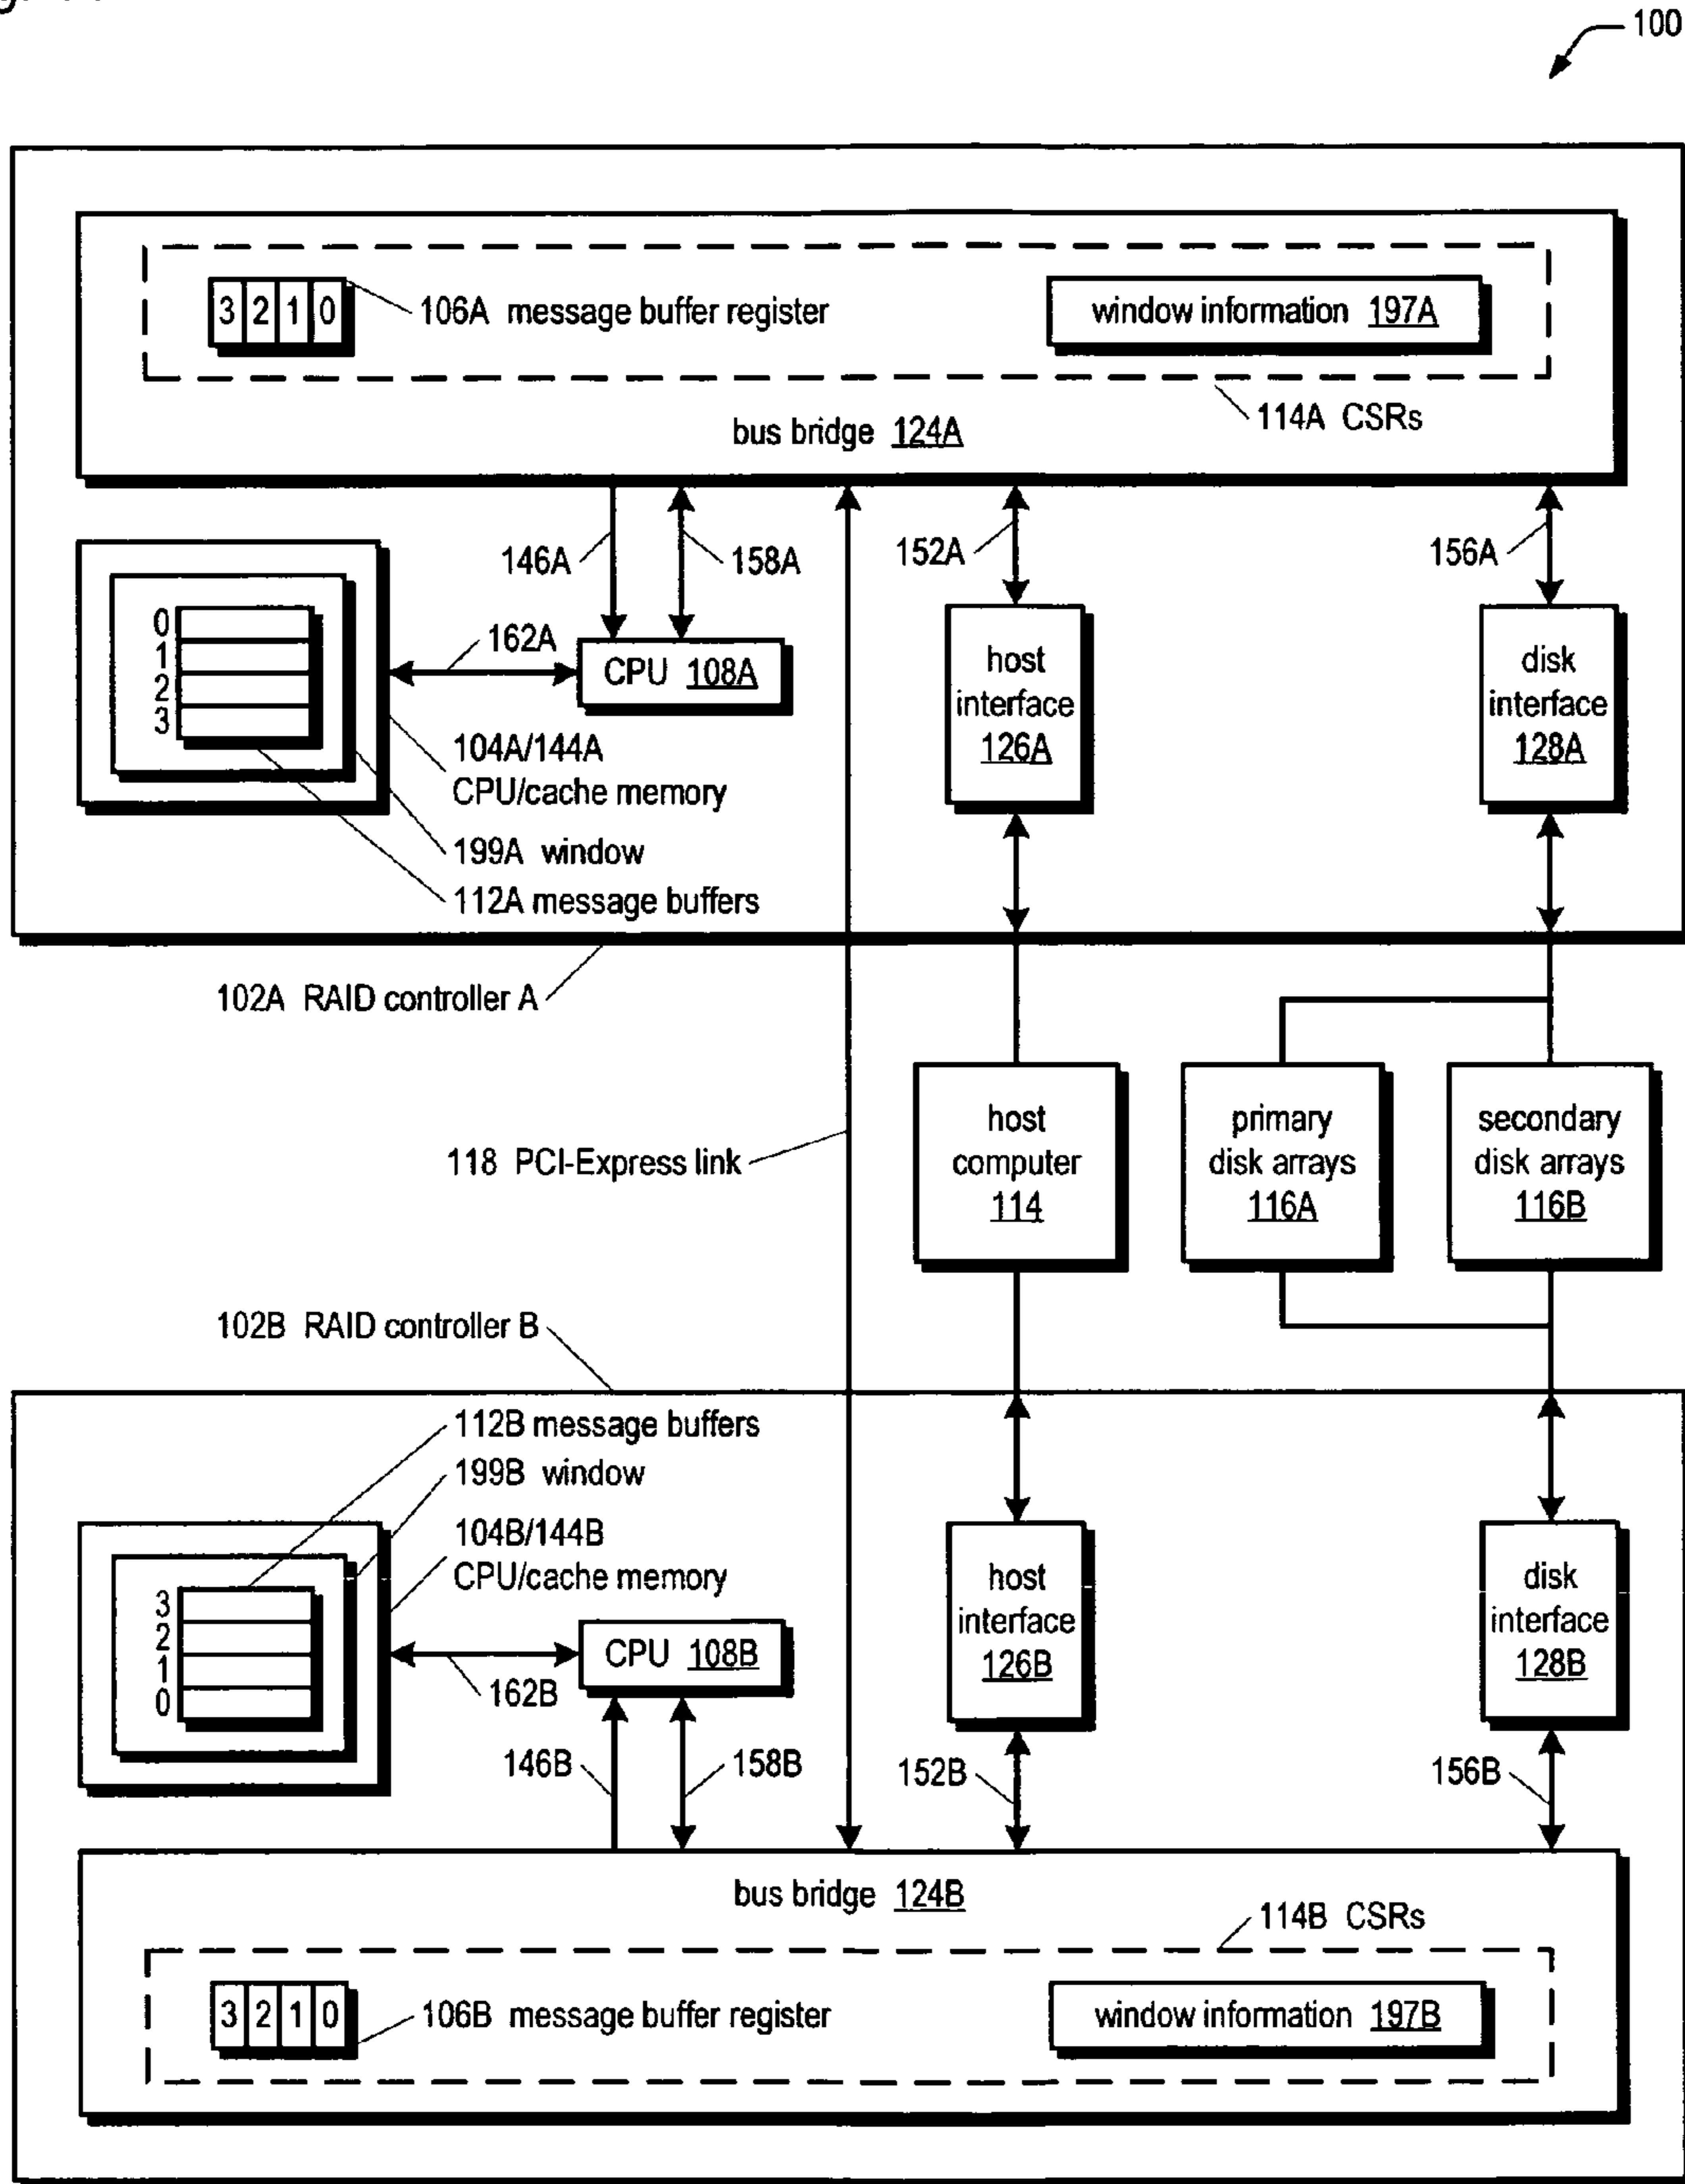 100
3 2 1 0
106A message buffer register
window information 197A
114A CSRs
bus bridge 124A
146A
158A
152A
156A
0
1
2
3
162A
CPU 108A
host
interface
126A
disk
interface
128A
104A/144A
CPU/cache memory
199A window
112A message buffers
102A RAID controller A
118 PCI-Express link
host
computer
114
primary
disk arrays
116A
secondary
disk arrays
116B
102B RAID controller B
112B message buffers
199B window
104B/144B
CPU/cache memory
3
2
1
0
CPU 108B
162B
host
interface
126B
disk
interface
128B
146B
158B
152B
156B
bus bridge 124B
114B CSRs
3 2 1 0
106B message buffer register
window information 197B